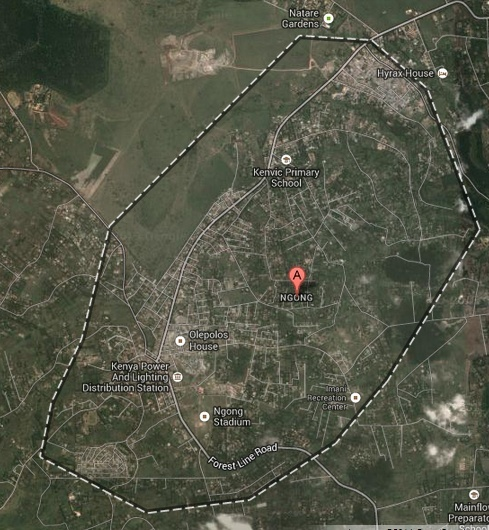 Natare
Gardens
Hyrax House
Kenvic Primary
School
A
NGONG
Olepolos
House
Kenya Power
And Lighting
Distribution Station
Imani
Recreation
Center
Ngong
Stadium
Forest Line Road
Mainflo
Preparato
School